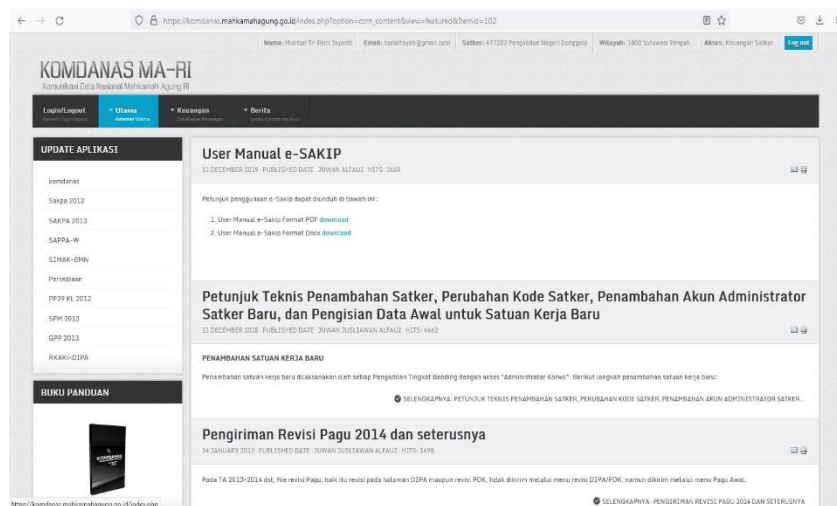 https://komdanas.mahkamahagung.go.id/index.php?option=com_content&view=featured&Itemid=102
Satker: 477202 Pengadilan Negeri Donggala
Wilayah: 1800 Sulawesi Tengah
Akses: Keuangan Satker
Logout
KOMDANAS MA-RI
Komunikasi Data Nasional Mahkamah Agung RI
Login/Logout
Utama
Halaman Utama
Keuangan
Berita
UPDATE APLIKASI
komdanas
Sakpa 2012
SAKPA 2013
SAPPA-W
SIMAK-BMN
Persediaan
PP39 KL 2012
SPM 2013
GPP 2013
RKAKL-DIPA
BUKU PANDUAN
KOMDANAS
User Manual e-SAKIP
11 DECEMBER 2019 PUBLISHED DATE JUWAN ALFAUZ HITS: 3669
Petunjuk penggunaan e-Sakip dapat diunduh di bawah ini :
1. User Manual e-Sakip Format PDF download
2. User Manual e-Sakip Format Docx download
Petunjuk Teknis Penambahan Satker, Perubahan Kode Satker, Penambahan Akun Administrator
Satker Baru, dan Pengisian Data Awal untuk Satuan Kerja Baru
11 DECEMBER 2018 PUBLISHED DATE JUWAN JUSLIAWAN ALFAUZ HITS: 4662
PENAMBAHAN SATUAN KERJA BARU
Penambahan satuan kerja baru dilaksanakan oleh setiap Pengadilan Tingkat Banding dengan akses "Administrator Korwil". Berikut langkah penambahan satuan kerja baru:
SELENGKAPNYA: PETUNJUK TEKNIS PENAMBAHAN SATKER, PERUBAHAN KODE SATKER, PENAMBAHAN AKUN ADMINISTRATOR SATKER...
Pengiriman Revisi Pagu 2014 dan seterusnya
14 JANUARY 2013 PUBLISHED DATE JUWAN JUSLIAWAN ALFAUZ HITS: 1698
Pada TA 2013-2014 dst, file revisi Pagu, baik itu revisi pada halaman DIPA maupun revisi POK, tidak dikirim melalui menu revisi DIPA/POK, namun dikirim melalui menu Pagu Awal.
SELENGKAPNYA: PENGIRIMAN REVISI PAGU 2014 DAN SETERUSNYA
https://komdanas.mahkamahagung.go.id/index.php